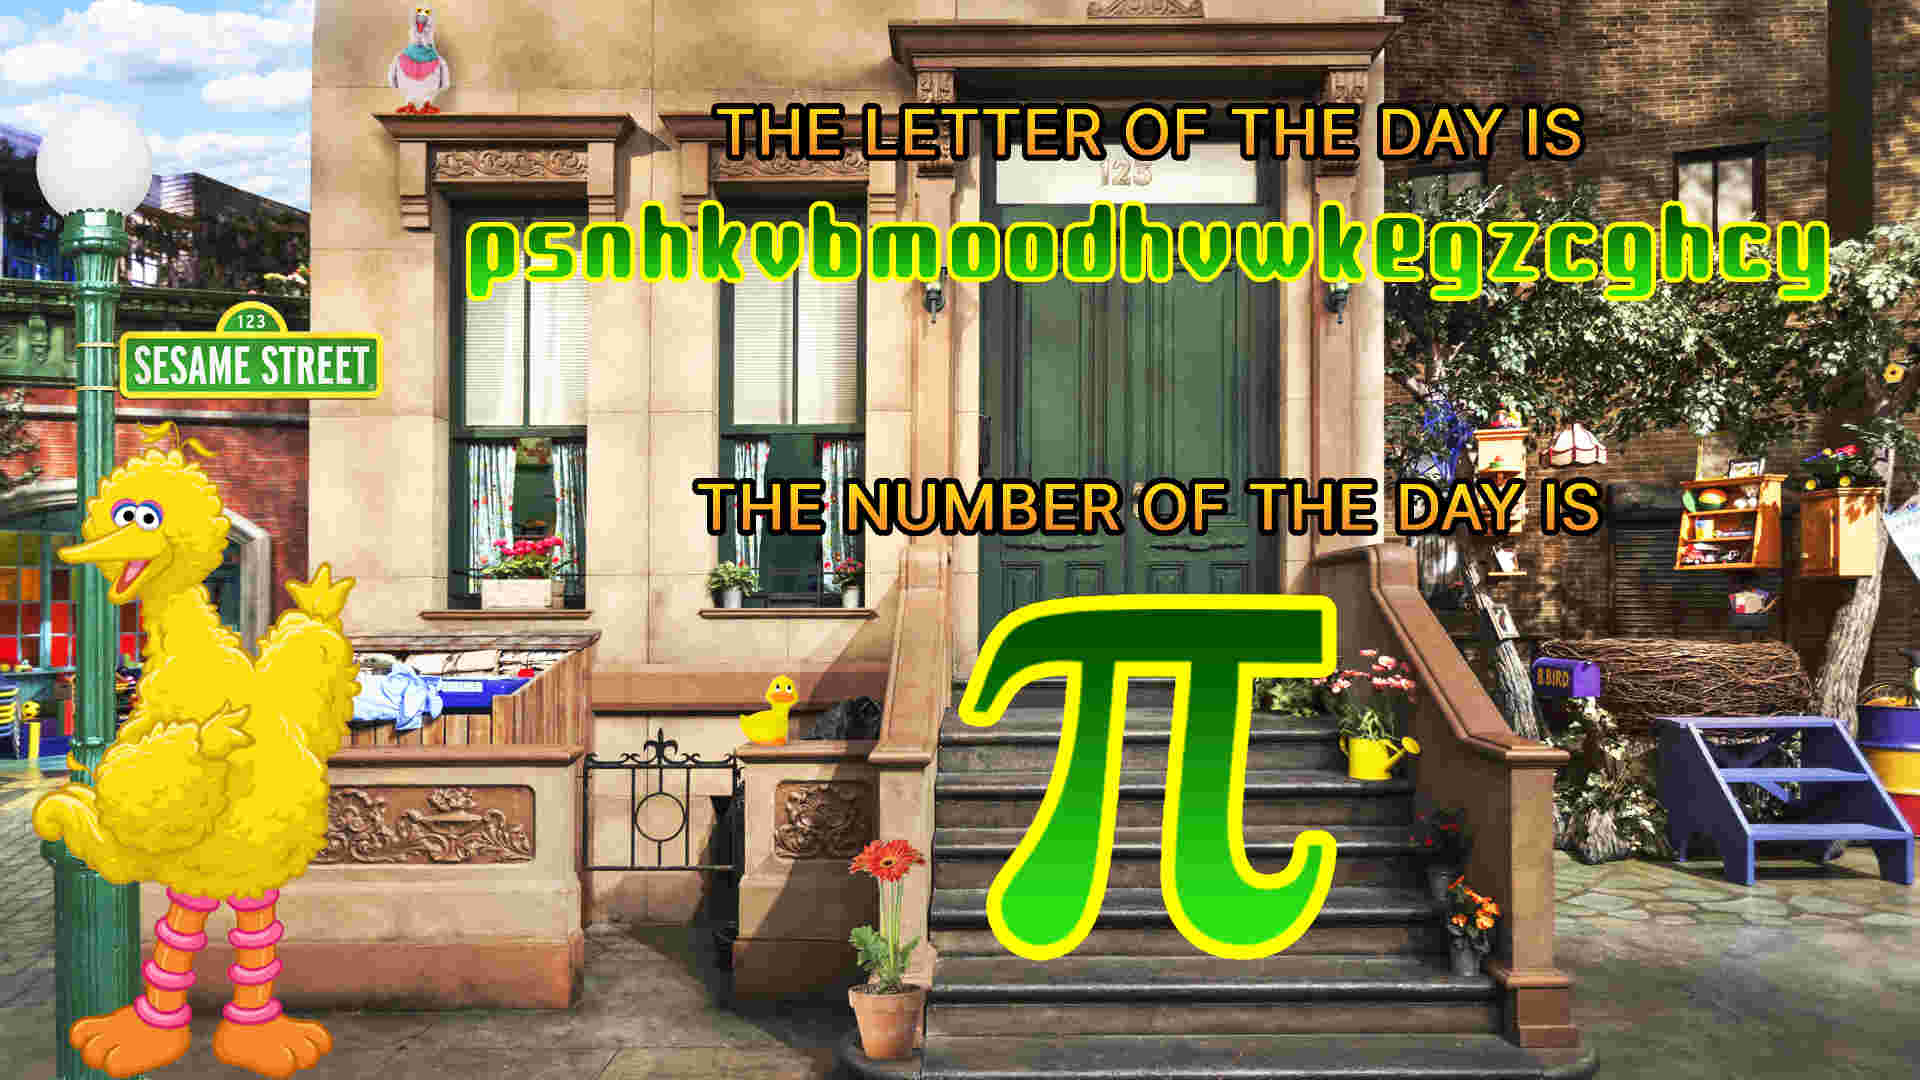 THE LETTER OF THE DAY IS
123
psnhkvbmoodhvwkegzcghcy
123
SESAME STREET
THE NUMBER OF THE DAY IS
π
B.BIRD